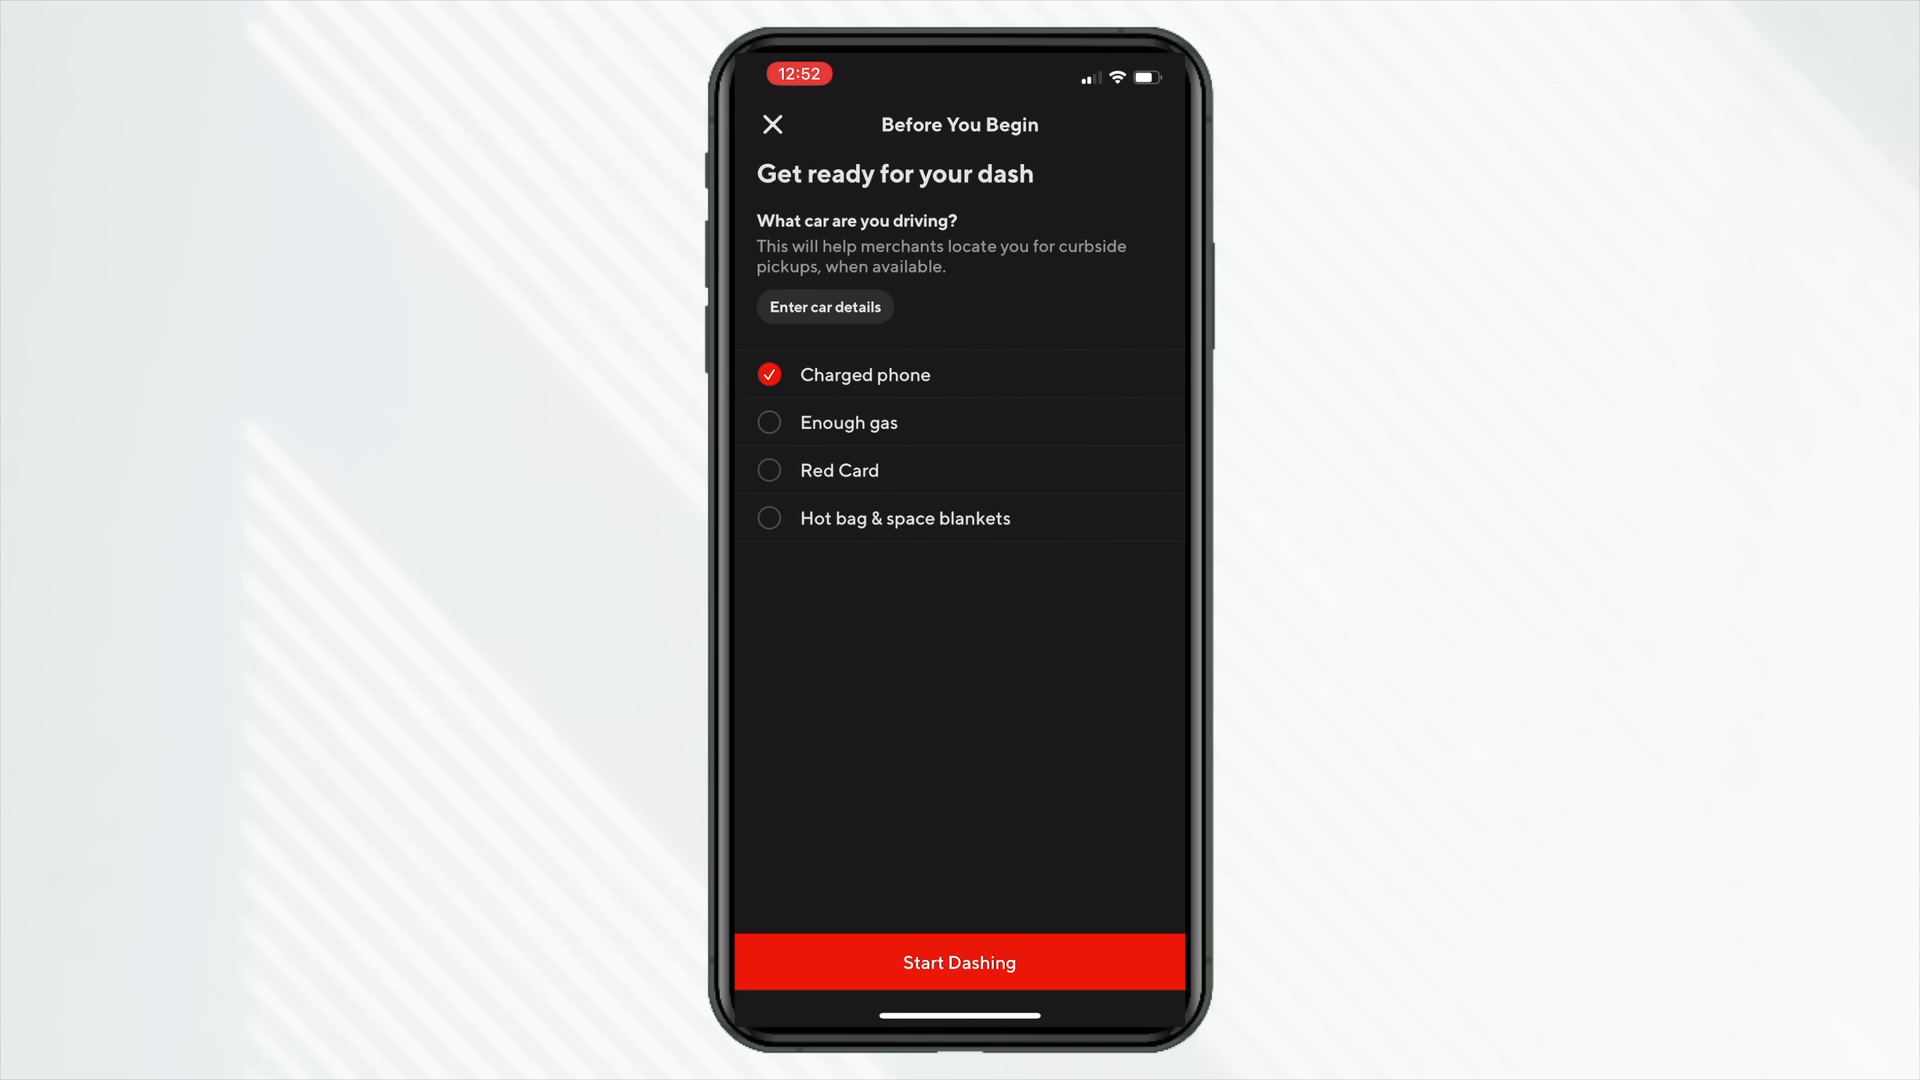 12:52
Before You Begin
Get ready for your dash
What car are you driving?
This will help merchants locate you for curbside
pickups, when available.
Enter car details
Charged phone
Enough gas
Red Card
Hot bag & space blankets
Start Dashing